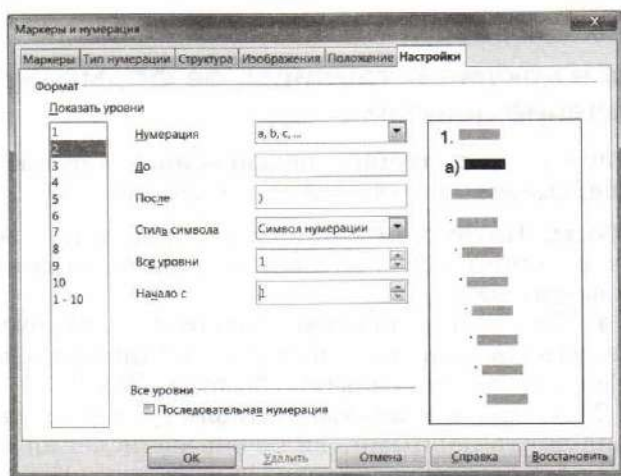 Маркеры и нумерация
Маркеры Тип нумерации Структура Изображения Положение Настройки
Формат
Показать уровни
1
2
3
4
5
6
7
8
9
10
1 - 10
Нумерация a, b, c, ...
До
После )
Стиль символа Символ нумерации
Все уровни 1
Начало с 1
1.
a)
Все уровни
Последовательная нумерация
OK Удалить Отмена Справка Восстановить